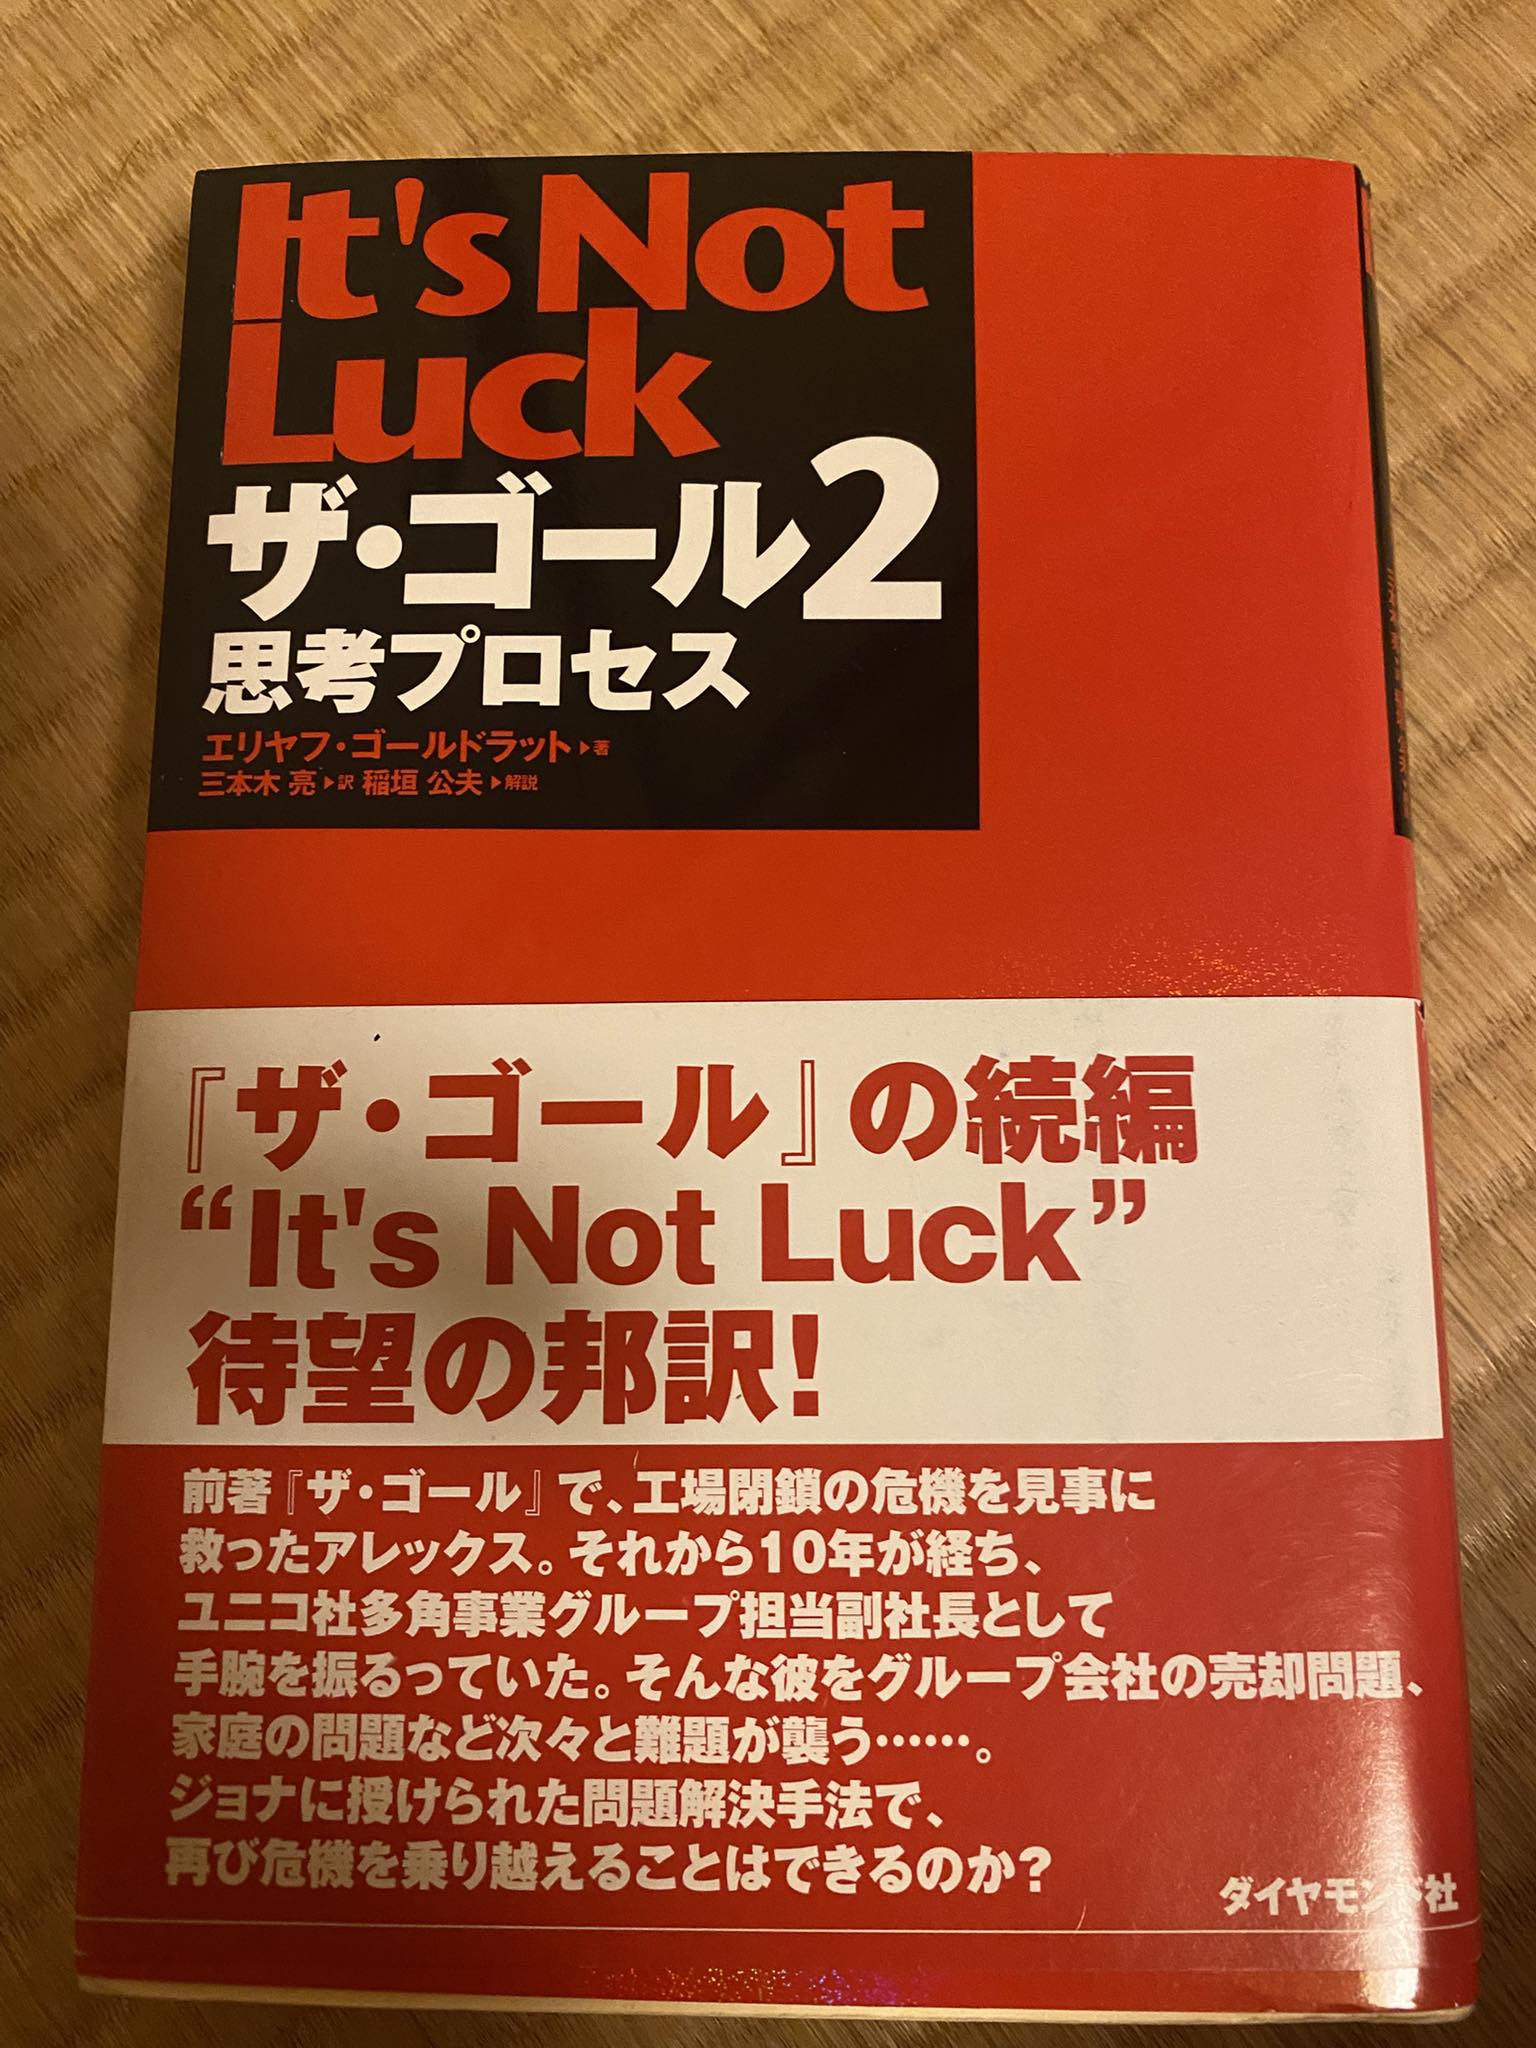 It's Not
Luck
ザ・ゴール2
思考プロセス
エリヤフ・ゴールドラット▶著
三本木 亮▶訳 稲垣 公夫▶解説
『ザ・ゴール』の続編
“It's Not Luck”
待望の邦訳!
前著『ザ・ゴール』で、工場閉鎖の危機を見事に
救ったアレックス。それから10年が経ち、
ユニコ社多角事業グループ担当副社長として
手腕を振るっていた。そんな彼をグループ会社の売却問題、
家庭の問題など次々と難題が襲う……。
ジョナに授けられた問題解決手法で、
再び危機を乗り越えることはできるのか?
ダイヤモンド社